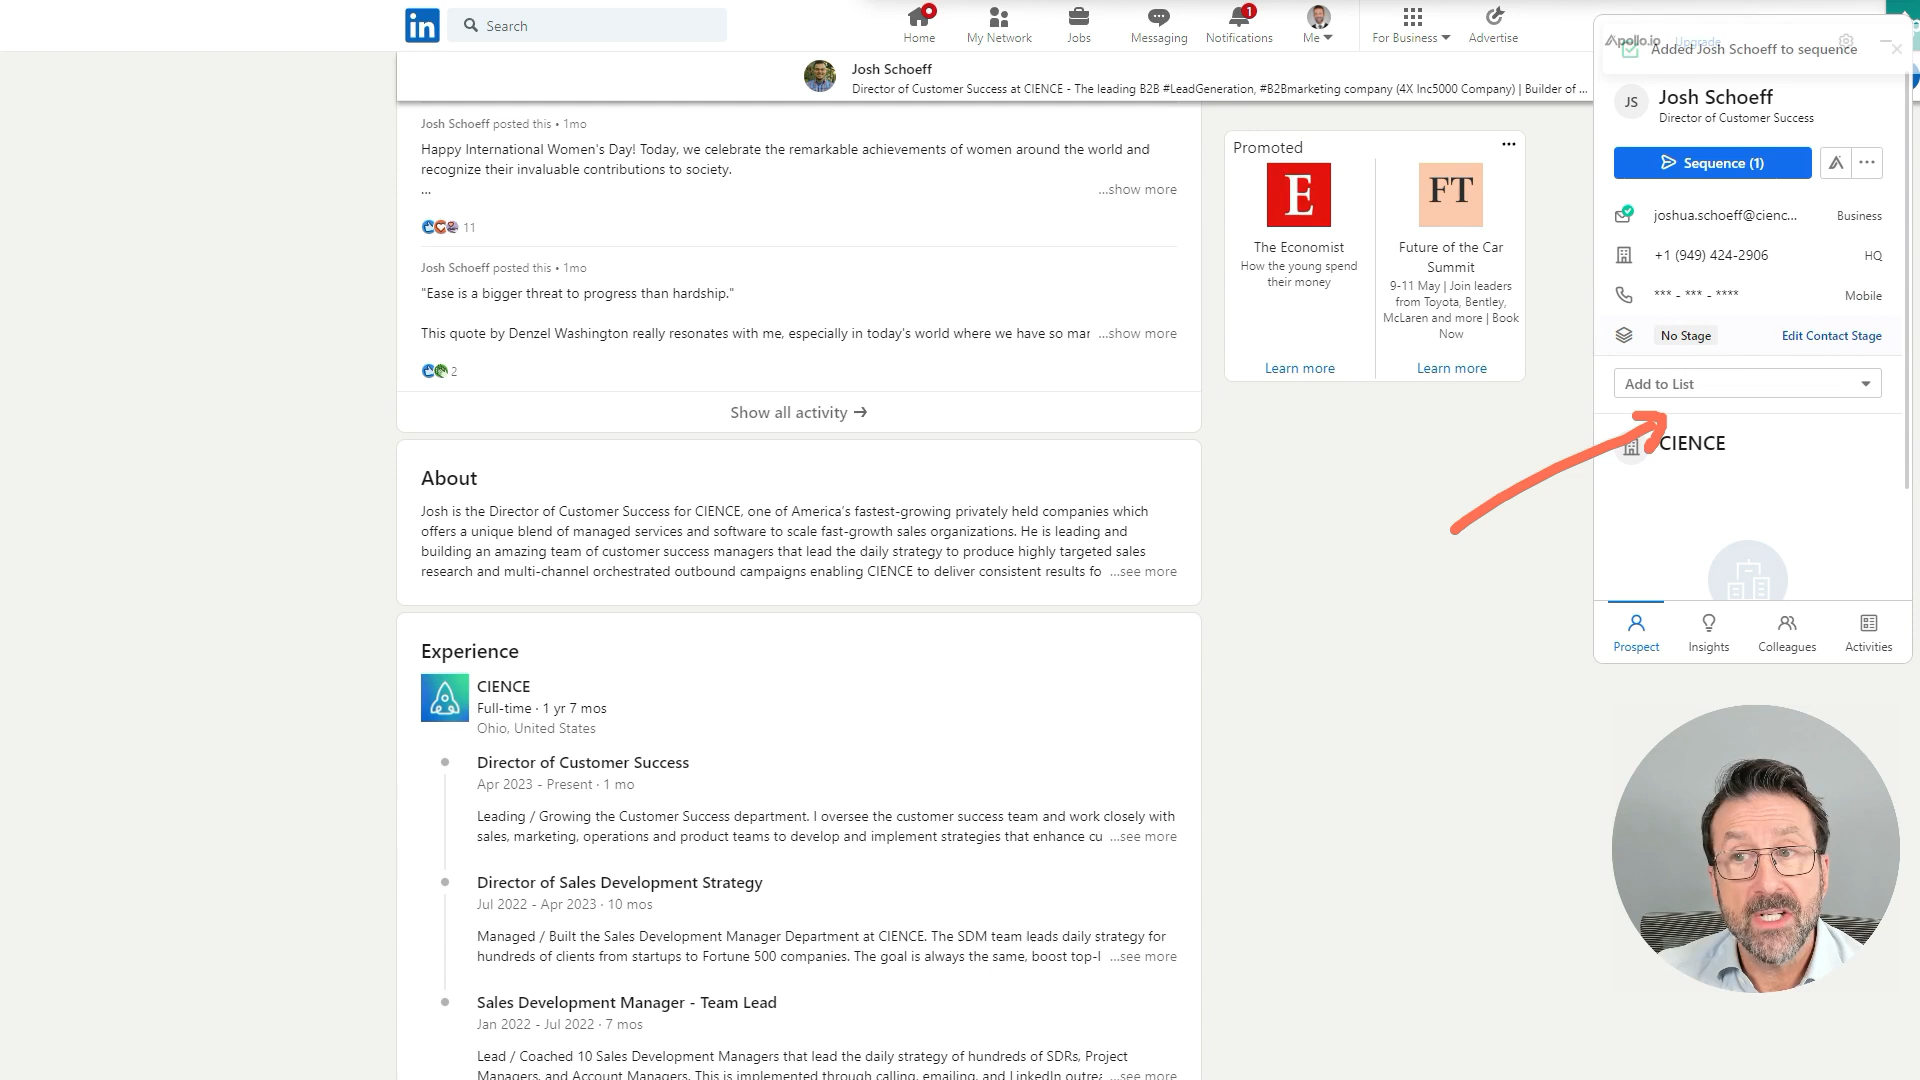 in
Search
Home
My Network
Jobs
Messaging
1
Notifications
Me
For Business
Advertise
Josh Schoeff
Director of Customer Success at CIENCE - The leading B2B #LeadGeneration, #B2Bmarketing company (4X Inc5000 Company) | Builder of ...
Josh Schoeff posted this • 1mo
Happy International Women's Day! Today, we celebrate the remarkable achievements of women around the world and
recognize their invaluable contributions to society.
...
...show more
11
Josh Schoeff posted this • 1mo
"Ease is a bigger threat to progress than hardship."
This quote by Denzel Washington really resonates with me, especially in today's world where we have so mar ...show more
2
Show all activity →
About
Josh is the Director of Customer Success for CIENCE, one of America's fastest-growing privately held companies which
offers a unique blend of managed services and software to scale fast-growth sales organizations. He is leading and
building an amazing team of customer success managers that lead the daily strategy to produce highly targeted sales
research and multi-channel orchestrated outbound campaigns enabling CIENCE to deliver consistent results fo ...see more
Experience
CIENCE
Full-time · 1 yr 7 mos
Ohio, United States
Director of Customer Success
Apr 2023 - Present · 1 mo
Leading / Growing the Customer Success department. I oversee the customer success team and work closely with
sales, marketing, operations and product teams to develop and implement strategies that enhance cu ...see more
Director of Sales Development Strategy
Jul 2022 - Apr 2023 · 10 mos
Managed / Built the Sales Development Manager Department at CIENCE. The SDM team leads daily strategy for
hundreds of clients from startups to Fortune 500 companies. The goal is always the same, boost top-l ...see more
Sales Development Manager - Team Lead
Jan 2022 - Jul 2022 · 7 mos
Lead / Coached 10 Sales Development Managers that lead the daily strategy of hundreds of SDRs, Project
Managers, and Account Managers. This is implemented through calling, emailing, and LinkedIn outrea ...see more
Promoted
...
E
The Economist
How the young spend
their money
Learn more
FT
Future of the Car
Summit
9-11 May | Join leaders
from Toyota, Bentley,
McLaren and more | Book
Now
Learn more
Apollo.io
Upgrade
Added Josh Schoeff to sequence
JS
Josh Schoeff
Director of Customer Success
Sequence (1)
joshua.schoeff@cienc...
Business
+1 (949) 424-2906
HQ
*** - *** - ****
Mobile
No Stage
Edit Contact Stage
Add to List
CIENCE
Prospect
Insights
Colleagues
Activities